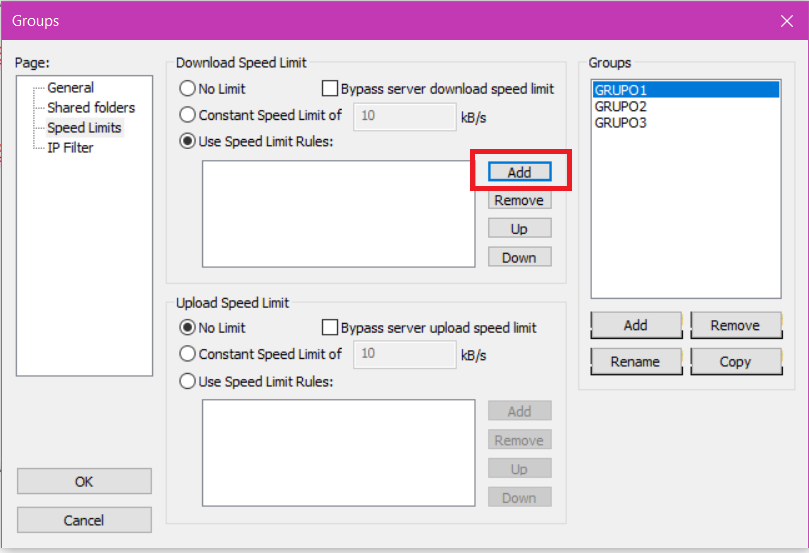 Groups
Page:
General
Shared folders
Speed Limits
IP Filter
OK
Cancel
Download Speed Limit
No Limit
Bypass server download speed limit
Constant Speed Limit of
10
kB/s
Use Speed Limit Rules:
Add
Remove
Up
Down
Upload Speed Limit
No Limit
Bypass server upload speed limit
Constant Speed Limit of
10
kB/s
Use Speed Limit Rules:
Add
Remove
Up
Down
Groups
GRUPO1
GRUPO2
GRUPO3
Add
Remove
Rename
Copy